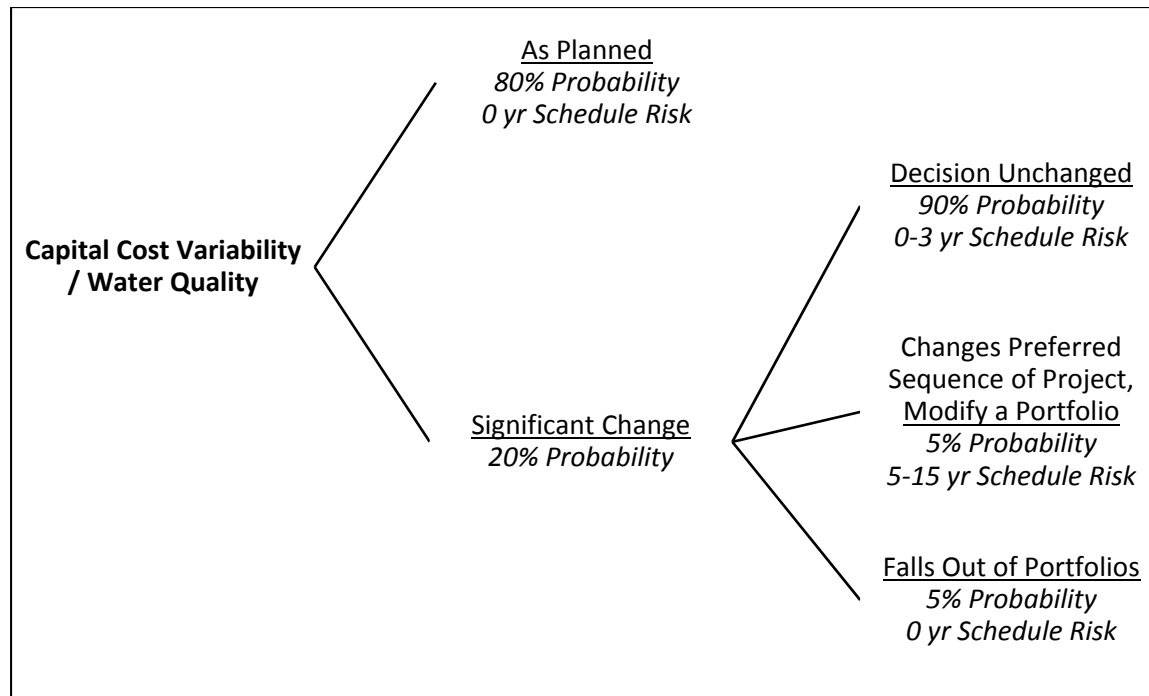 As Planned
80% Probability
0 yr Schedule Risk
Capital Cost Variability
/ Water Quality
Significant Change
20% Probability
Decision Unchanged
90% Probability
0-3 yr Schedule Risk
Changes Preferred
Sequence of Project,
Modify a Portfolio
5% Probability
5-15 yr Schedule Risk
Falls Out of Portfolios
5% Probability
0 yr Schedule Risk